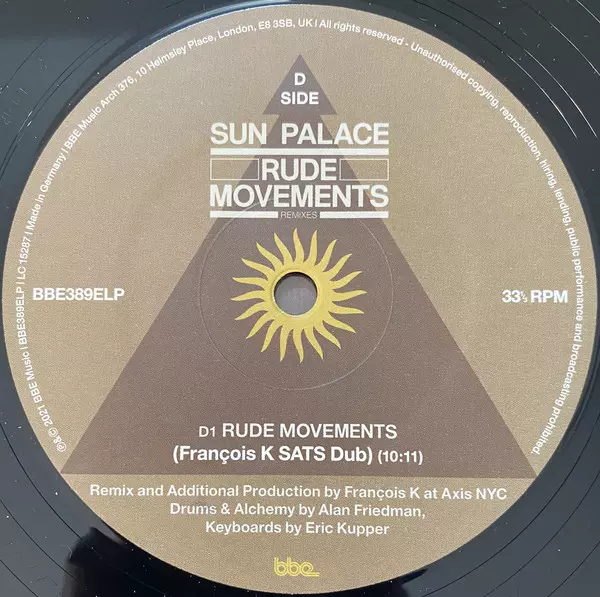 ℗&© 2021 BBE Music | BBE389ELP | LC 15287 | Made in Germany | BBE Music Arch 376, 10 Helmsley Place, London, E8 3SB, UK | All rights reserved - Unauthorised copying, reproduction, hiring, lending, public performance and broadcasting prohibited.
D
SIDE
SUN PALACE
RUDE
MOVEMENTS
REMIXES
BBE389ELP
33⅓ RPM
D1 RUDE MOVEMENTS
(François K SATS Dub) (10:11)
Remix and Additional Production by François K at Axis NYC
Drums & Alchemy by Alan Friedman,
Keyboards by Eric Kupper
bbe